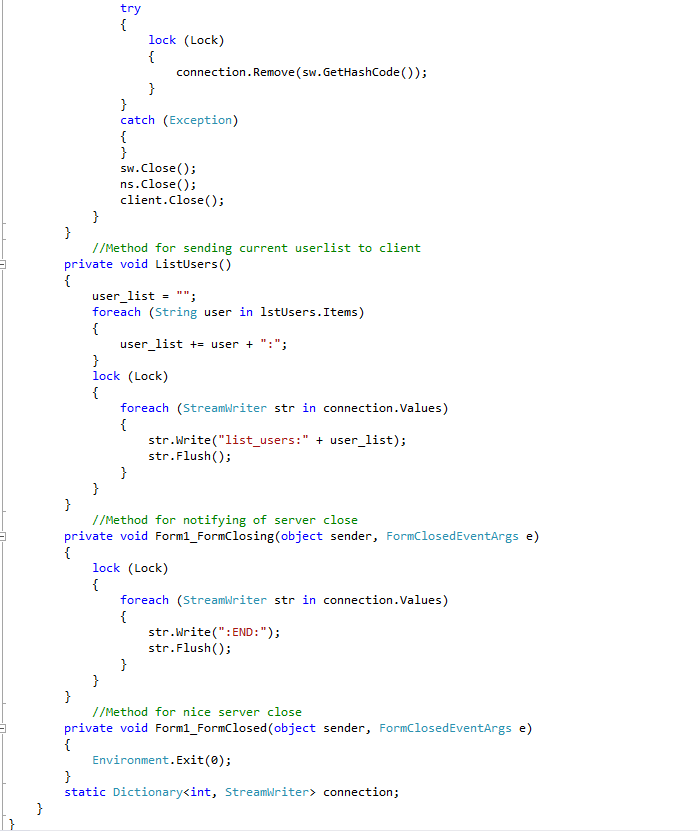 try
{
lock (Lock)
{
connection.Remove(sw.GetHashCode());
}
}
catch (Exception)
{
}
sw.Close();
ns.Close();
client.Close();
}
}
//Method for sending current userlist to client
private void ListUsers()
{
user_list = "";
foreach (String user in lstUsers.Items)
{
user_list += user + ":";
}
lock (Lock)
{
foreach (StreamWriter str in connection.Values)
{
str.Write("list_users:" + user_list);
str.Flush();
}
}
}
//Method for notifying of server close
private void Form1_FormClosing(object sender, FormClosedEventArgs e)
{
lock (Lock)
{
foreach (StreamWriter str in connection.Values)
{
str.Write(":END:");
str.Flush();
}
}
}
//Method for nice server close
private void Form1_FormClosed(object sender, FormClosedEventArgs e)
{
Environment.Exit(0);
}
static Dictionary<int, StreamWriter> connection;
}
}